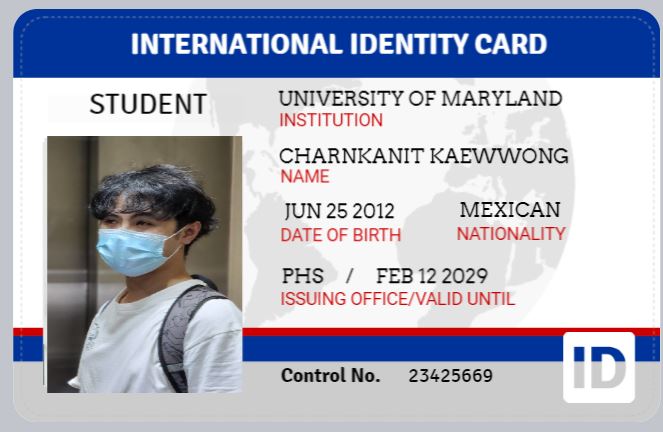 INTERNATIONAL IDENTITY CARD
STUDENT
UNIVERSITY OF MARYLAND
INSTITUTION
CHARNKANIT KAEWWONG
NAME
JUN 25 2012 MEXICAN
DATE OF BIRTH NATIONALITY
PHS / FEB 12 2029
ISSUING OFFICE/VALID UNTIL
Control No. 23425669
ID